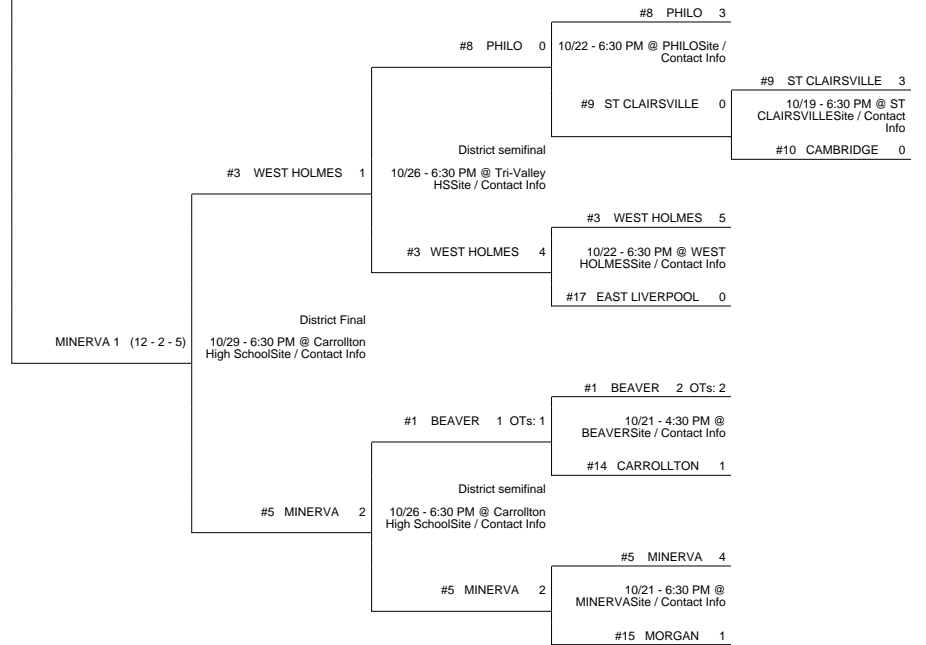 #8 PHILO 3
#8 PHILO 0
10/22 - 6:30 PM @ PHILOSite /
Contact Info
#9 ST CLAIRSVILLE 3
#9 ST CLAIRSVILLE 0
10/19 - 6:30 PM @ ST
CLAIRSVILLESite / Contact
Info
#10 CAMBRIDGE 0
District semifinal
#3 WEST HOLMES 1
10/26 - 6:30 PM @ Tri-Valley
HSSite / Contact Info
#3 WEST HOLMES 5
#3 WEST HOLMES 4
10/22 - 6:30 PM @ WEST
HOLMESSite / Contact Info
#17 EAST LIVERPOOL 0
District Final
MINERVA 1 (12 - 2 - 5)
10/29 - 6:30 PM @ Carrollton
High SchoolSite / Contact Info
#1 BEAVER 2 OTs: 2
#1 BEAVER 1 OTs: 1
10/21 - 4:30 PM @
BEAVERSite / Contact Info
#14 CARROLLTON 1
District semifinal
#5 MINERVA 2
10/26 - 6:30 PM @ Carrollton
High SchoolSite / Contact Info
#5 MINERVA 4
#5 MINERVA 2
10/21 - 6:30 PM @
MINERVASite / Contact Info
#15 MORGAN 1